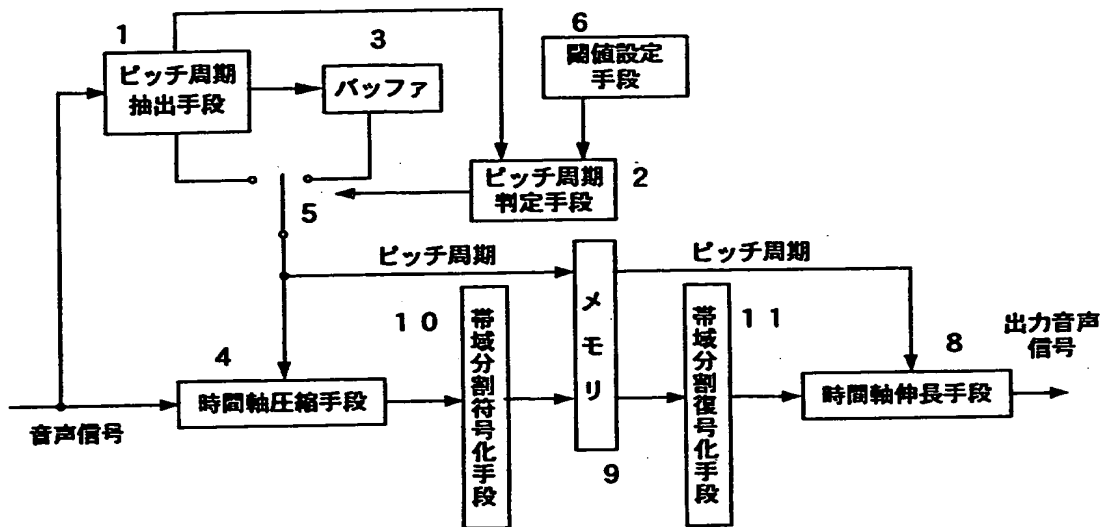 1
ピッチ周期
抽出手段
3
バッファ
6
閾値設定
手段
ピッチ周期
判定手段
2
5
ピッチ周期
ピッチ周期
メモリ
9
10
帯域分割符号化手段
11
帯域分割復号化手段
4
時間軸圧縮手段
音声信号
8
時間軸伸長手段
出力音声
信号